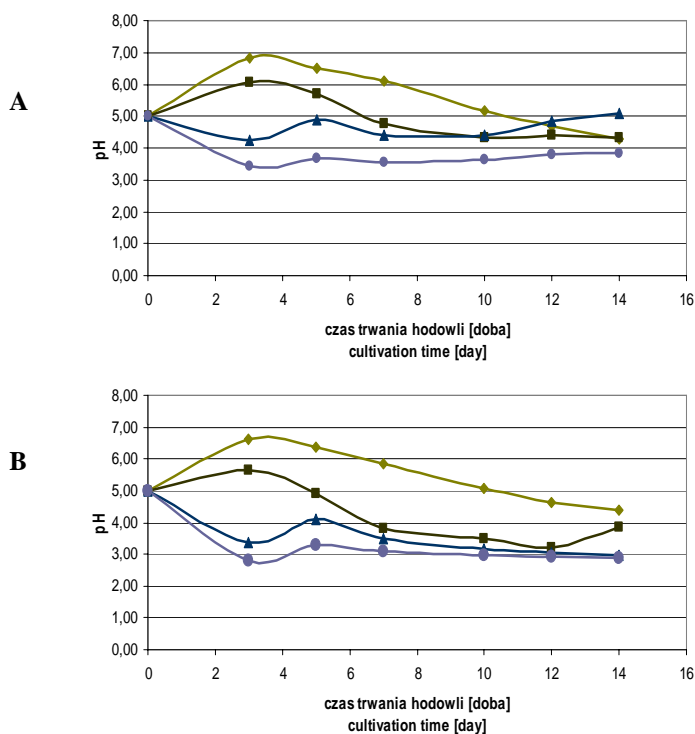 A
8,00
7,00
6,00
5,00
4,00
3,00
2,00
1,00
0,00
pH
0 2 4 6 8 10 12 14 16
czas trwania hodowli [doba]
cultivation time [day]
B
8,00
7,00
6,00
5,00
4,00
3,00
2,00
1,00
0,00
pH
0 2 4 6 8 10 12 14 16
czas trwania hodowli [doba]
cultivation time [day]